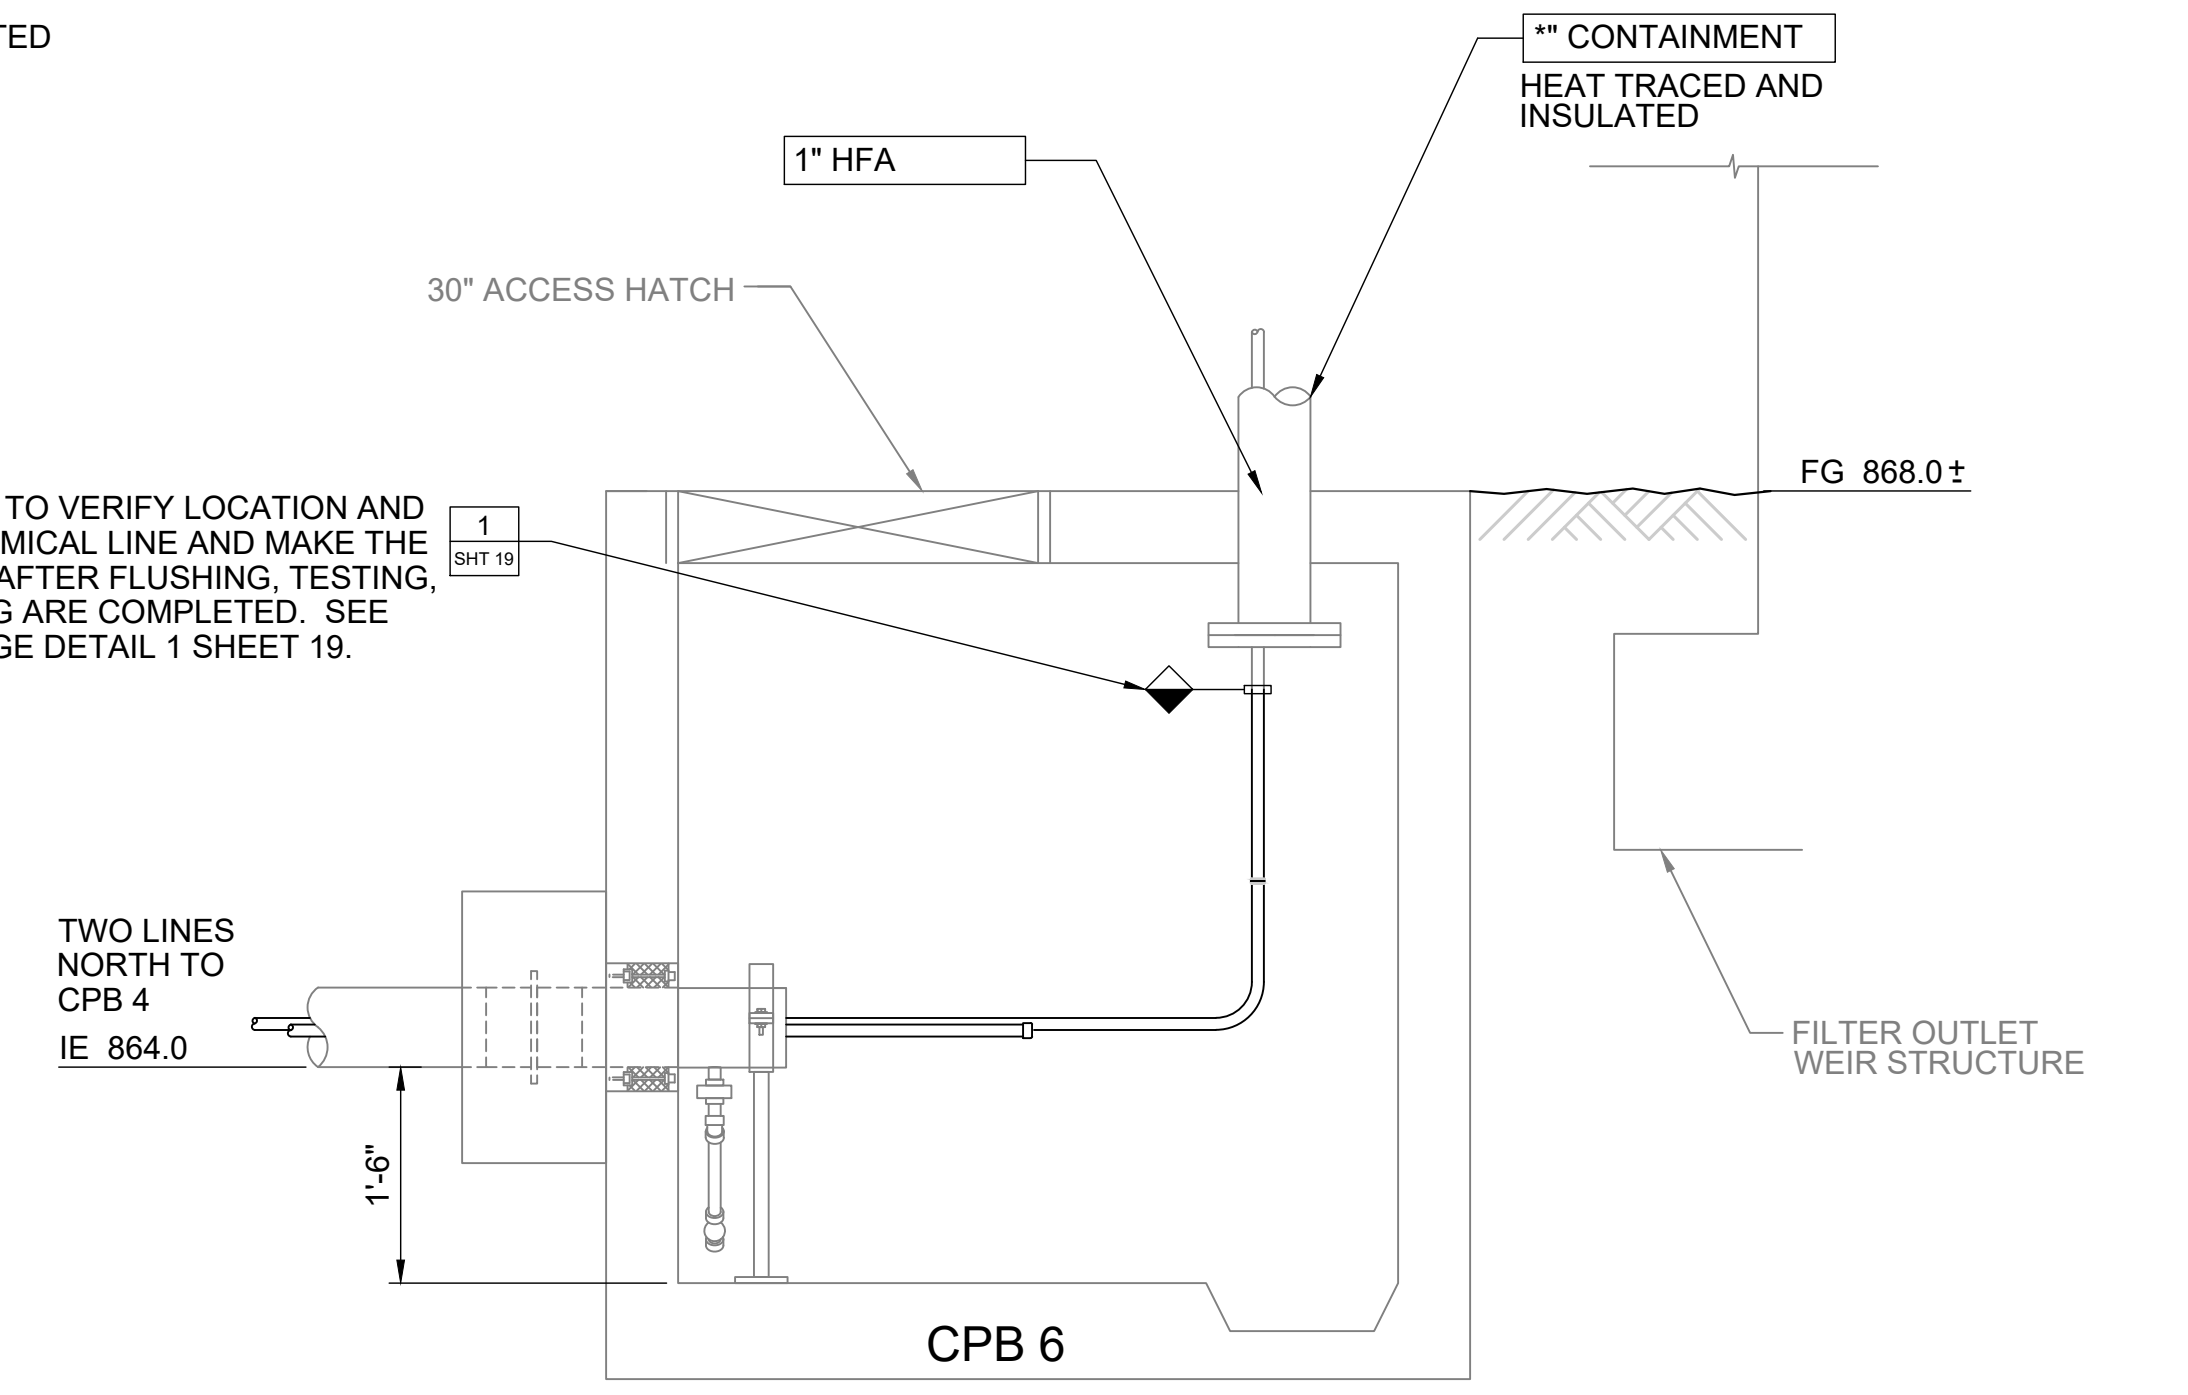 TED
*" CONTAINMENT
HEAT TRACED AND
INSULATED
1" HFA
30" ACCESS HATCH
FG 868.0±
TO VERIFY LOCATION AND
MICAL LINE AND MAKE THE
AFTER FLUSHING, TESTING,
G ARE COMPLETED. SEE
GE DETAIL 1 SHEET 19.
1
SHT 19
TWO LINES
NORTH TO
CPB 4
IE 864.0
1'-6"
FILTER OUTLET
WEIR STRUCTURE
CPB 6